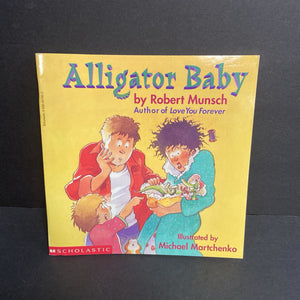 Alligator Baby
by Robert Munsch
Author of Love You Forever
Illustrated by
Michael Martchenko
SCHOLASTIC